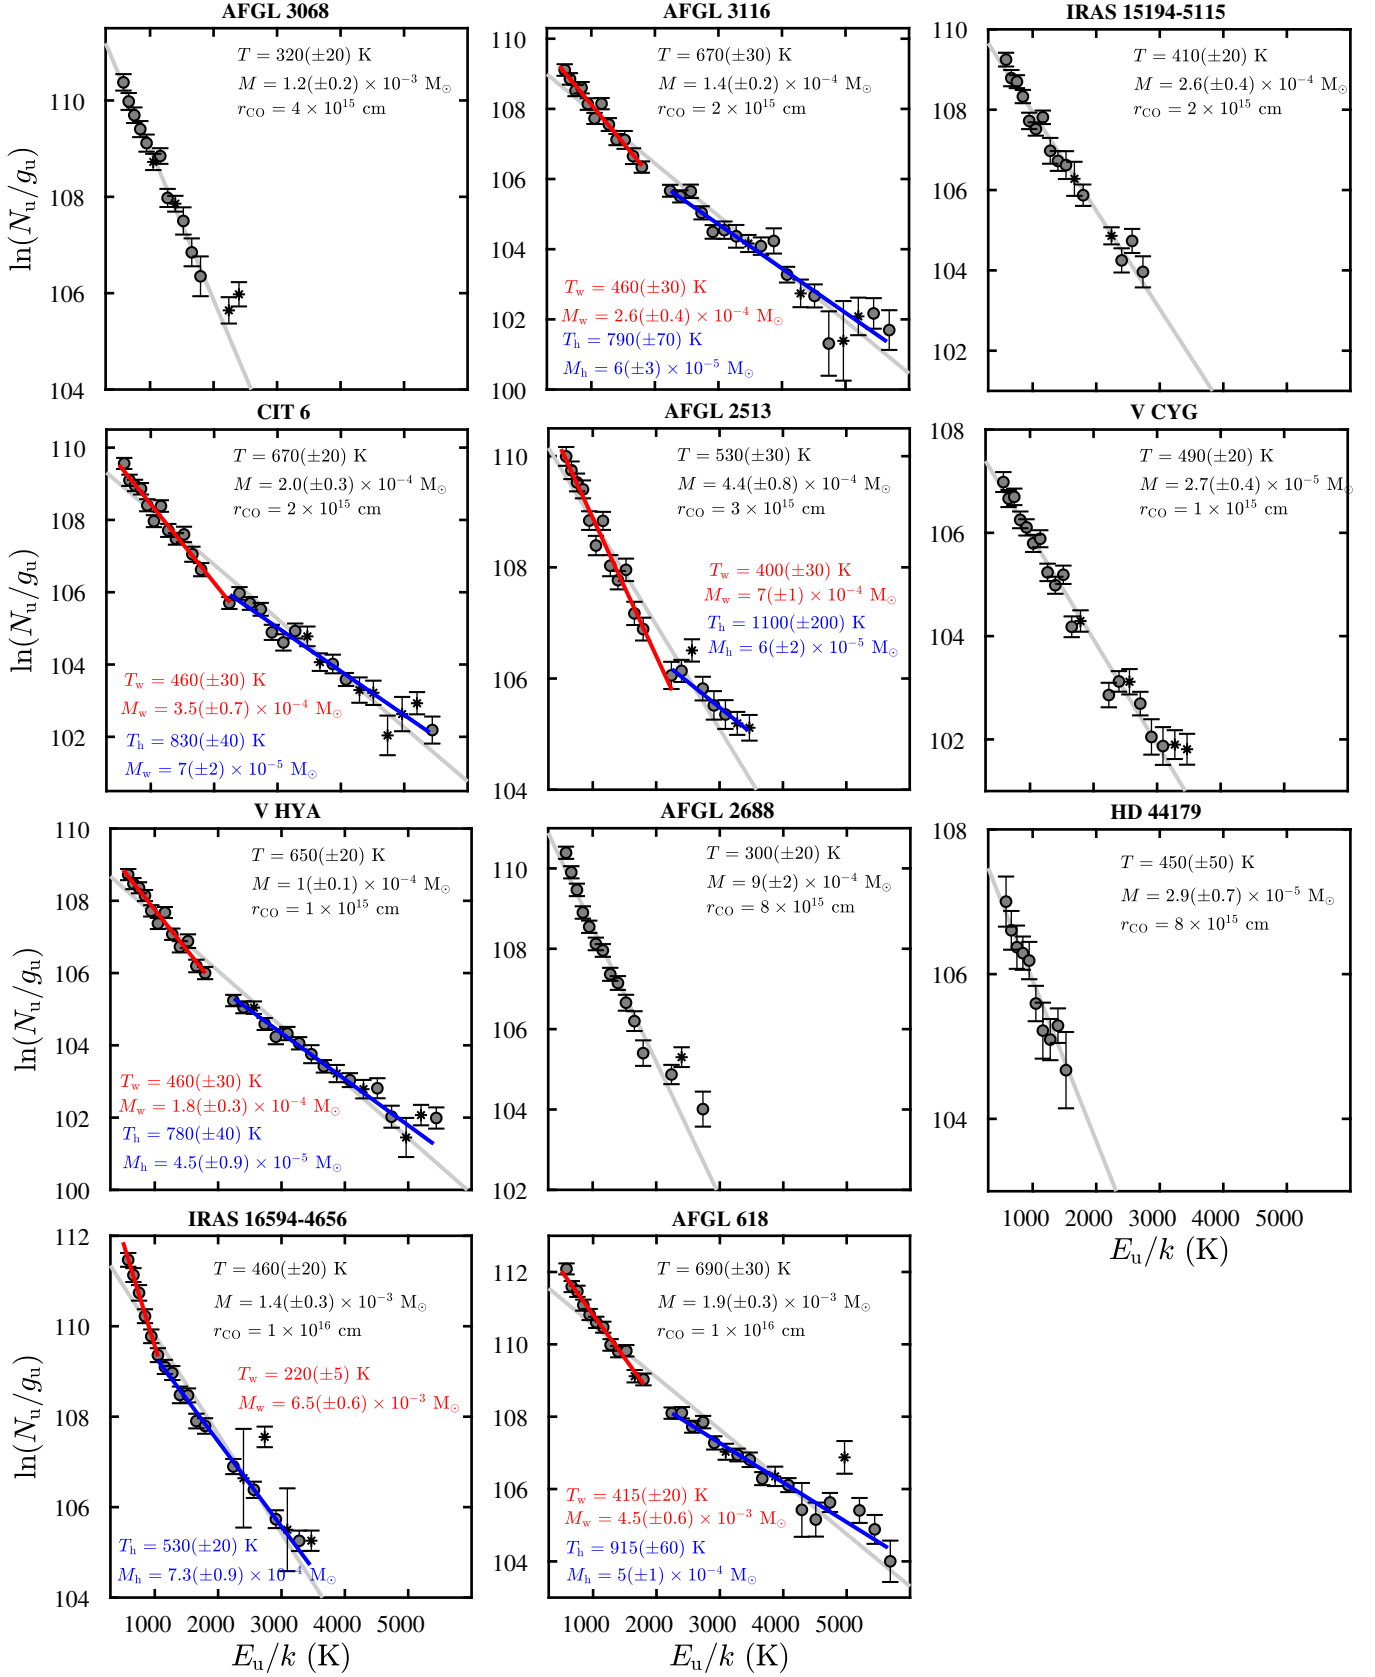 AFGL 3068
T = 320(±20) K
M = 1.2(±0.2) × 10⁻³ M☉
r_CO = 4 × 10¹⁵ cm
110
108
106
104
ln(N_u/g_u)
AFGL 3116
T = 670(±30) K
M = 1.4(±0.2) × 10⁻⁴ M☉
r_CO = 2 × 10¹⁵ cm
T_w = 460(±30) K
M_w = 2.6(±0.4) × 10⁻⁴ M☉
T_h = 790(±70) K
M_h = 6(±3) × 10⁻⁵ M☉
110
108
106
104
102
100
IRAS 15194-5115
T = 410(±20) K
M = 2.6(±0.4) × 10⁻⁴ M☉
r_CO = 2 × 10¹⁵ cm
110
108
106
104
102
CIT 6
T = 670(±20) K
M = 2.0(±0.3) × 10⁻⁴ M☉
r_CO = 2 × 10¹⁵ cm
T_w = 460(±30) K
M_w = 3.5(±0.7) × 10⁻⁴ M☉
T_h = 830(±40) K
M_w = 7(±2) × 10⁻⁵ M☉
110
108
106
104
102
ln(N_u/g_u)
AFGL 2513
T = 530(±30) K
M = 4.4(±0.8) × 10⁻⁴ M☉
r_CO = 3 × 10¹⁵ cm
T_w = 400(±30) K
M_w = 7(±1) × 10⁻⁴ M☉
T_h = 1100(±200) K
M_h = 6(±2) × 10⁻⁵ M☉
110
108
106
104
V CYG
T = 490(±20) K
M = 2.7(±0.4) × 10⁻⁵ M☉
r_CO = 1 × 10¹⁵ cm
108
106
104
102
V HYA
T = 650(±20) K
M = 1(±0.1) × 10⁻⁴ M☉
r_CO = 1 × 10¹⁵ cm
T_w = 460(±30) K
M_w = 1.8(±0.3) × 10⁻⁴ M☉
T_h = 780(±40) K
M_h = 4.5(±0.9) × 10⁻⁵ M☉
110
108
106
104
102
100
ln(N_u/g_u)
AFGL 2688
T = 300(±20) K
M = 9(±2) × 10⁻⁴ M☉
r_CO = 8 × 10¹⁵ cm
110
108
106
104
102
HD 44179
T = 450(±50) K
M = 2.9(±0.7) × 10⁻⁵ M☉
r_CO = 8 × 10¹⁵ cm
108
106
104
1000 2000 3000 4000 5000
E_u/k (K)
IRAS 16594-4656
T = 460(±20) K
M = 1.4(±0.3) × 10⁻³ M☉
r_CO = 1 × 10¹⁶ cm
T_w = 220(±5) K
M_w = 6.5(±0.6) × 10⁻³ M☉
T_h = 530(±20) K
M_h = 7.3(±0.9) × 10⁻⁴ M☉
112
110
108
106
104
ln(N_u/g_u)
1000 2000 3000 4000 5000
E_u/k (K)
AFGL 618
T = 690(±30) K
M = 1.9(±0.3) × 10⁻³ M☉
r_CO = 1 × 10¹⁶ cm
T_w = 415(±20) K
M_w = 4.5(±0.6) × 10⁻³ M☉
T_h = 915(±60) K
M_h = 5(±1) × 10⁻⁴ M☉
112
110
108
106
104
1000 2000 3000 4000 5000
E_u/k (K)